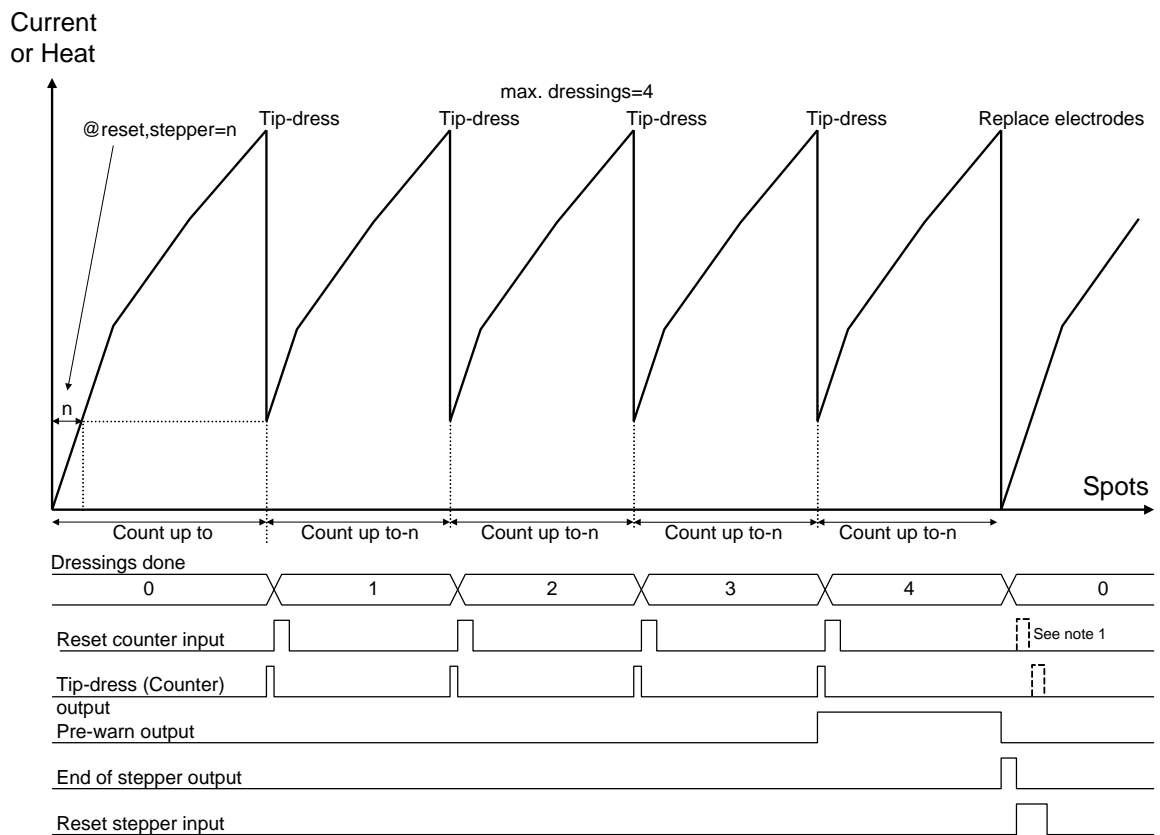 Current
or Heat
max. dressings=4
@reset,stepper=n
Tip-dress
Tip-dress
Tip-dress
Tip-dress
Replace electrodes
n
Spots
Count up to
Count up to-n
Count up to-n
Count up to-n
Count up to-n
Dressings done
0
1
2
3
4
0
Reset counter input
See note 1
Tip-dress (Counter)
output
Pre-warn output
End of stepper output
Reset stepper input